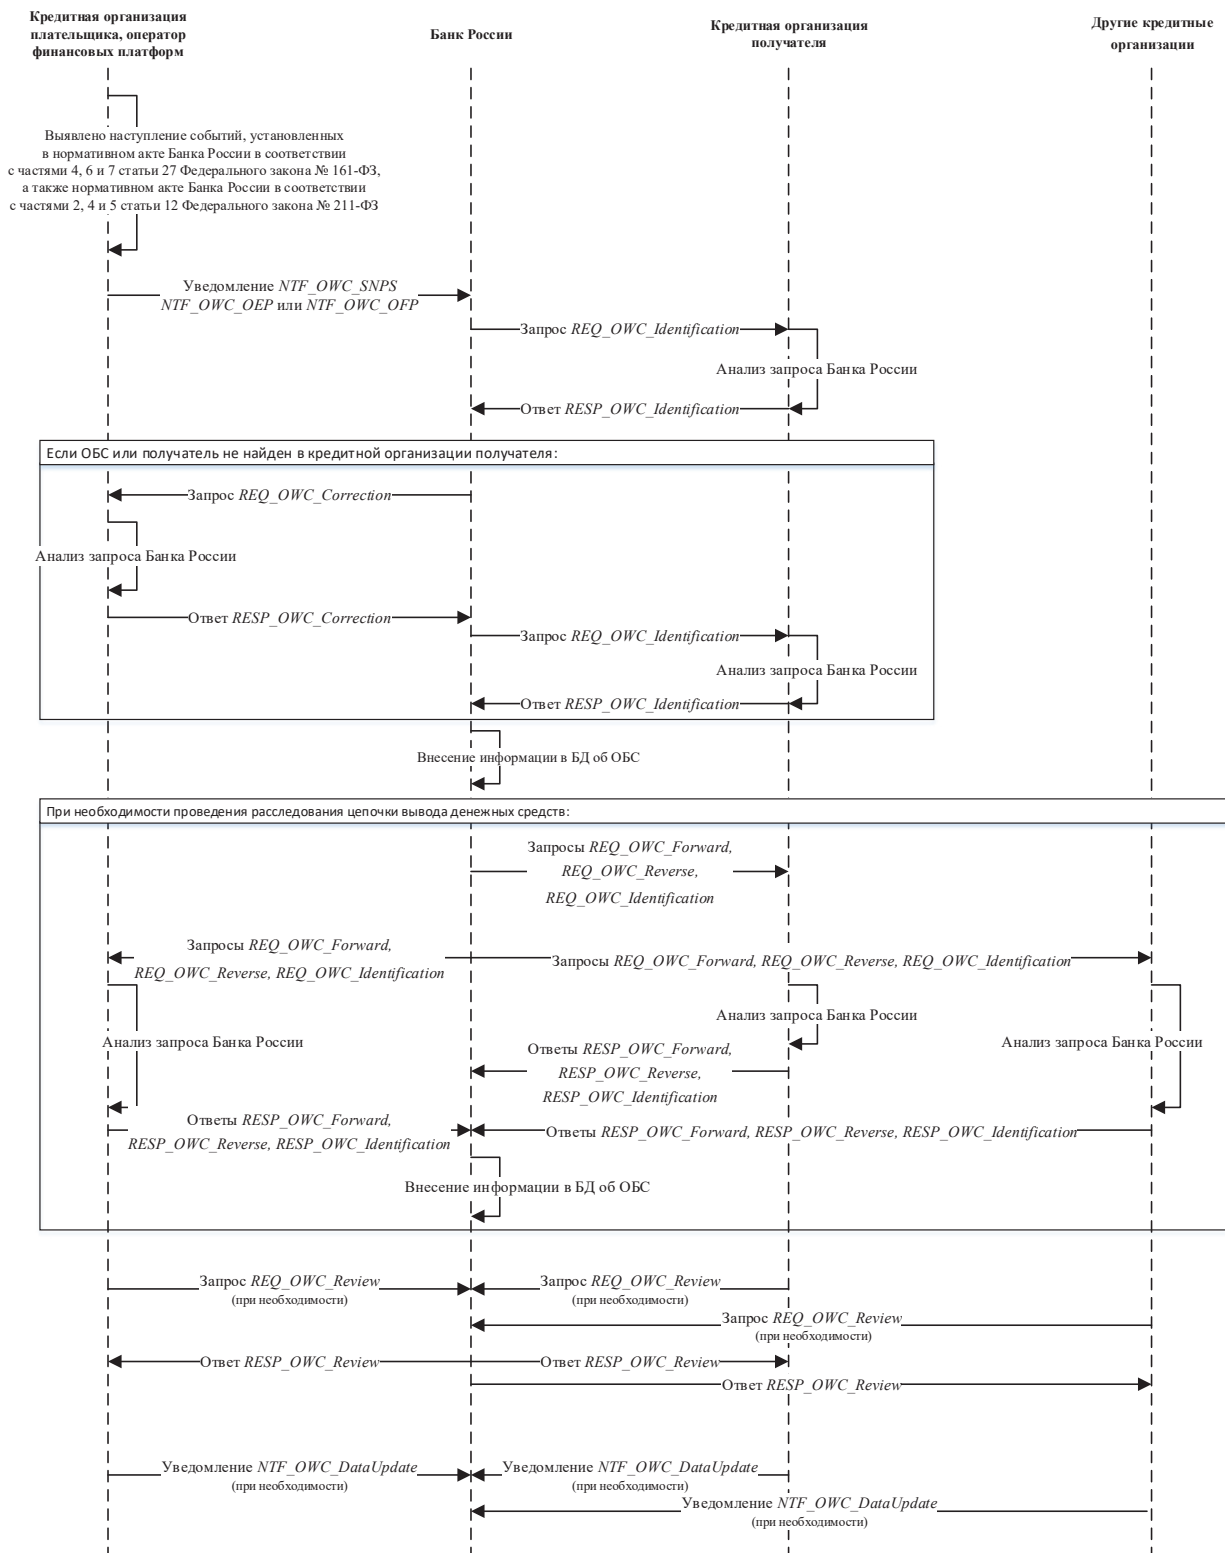 Кредитная организация
плательщика, оператор
финансовых платформ
Банк России
Кредитная организация
получателя
Другие кредитные
организации
Выявлено наступление событий, установленных
в нормативном акте Банка России в соответствии
с частями 4, 6 и 7 статьи 27 Федерального закона № 161-ФЗ,
а также нормативном акте Банка России в соответствии
с частями 2, 4 и 5 статьи 12 Федерального закона № 211-ФЗ
Уведомление NTF_OWC_SNPS
NTF_OWC_OEP или NTF_OWC_OFP
Запрос REQ_OWC_Identification
Анализ запроса Банка России
Ответ RESP_OWC_Identification
Если ОБС или получатель не найден в кредитной организации получателя:
Запрос REQ_OWC_Correction
Анализ запроса Банка России
Ответ RESP_OWC_Correction
Запрос REQ_OWC_Identification
Анализ запроса Банка России
Ответ RESP_OWC_Identification
Внесение информации в БД об ОБС
При необходимости проведения расследования цепочки вывода денежных средств:
Запросы REQ_OWC_Forward,
REQ_OWC_Reverse,
REQ_OWC_Identification
Запросы REQ_OWC_Forward,
REQ_OWC_Reverse, REQ_OWC_Identification
Запросы REQ_OWC_Forward, REQ_OWC_Reverse, REQ_OWC_Identification
Анализ запроса Банка России
Анализ запроса Банка России
Анализ запроса Банка России
Ответы RESP_OWC_Forward,
RESP_OWC_Reverse,
RESP_OWC_Identification
Ответы RESP_OWC_Forward,
RESP_OWC_Reverse, RESP_OWC_Identification
Ответы RESP_OWC_Forward, RESP_OWC_Reverse, RESP_OWC_Identification
Внесение информации в БД об ОБС
Запрос REQ_OWC_Review
(при необходимости)
Запрос REQ_OWC_Review
(при необходимости)
Запрос REQ_OWC_Review
(при необходимости)
Ответ RESP_OWC_Review
Ответ RESP_OWC_Review
Ответ RESP_OWC_Review
Уведомление NTF_OWC_DataUpdate
(при необходимости)
Уведомление NTF_OWC_DataUpdate
(при необходимости)
Уведомление NTF_OWC_DataUpdate
(при необходимости)